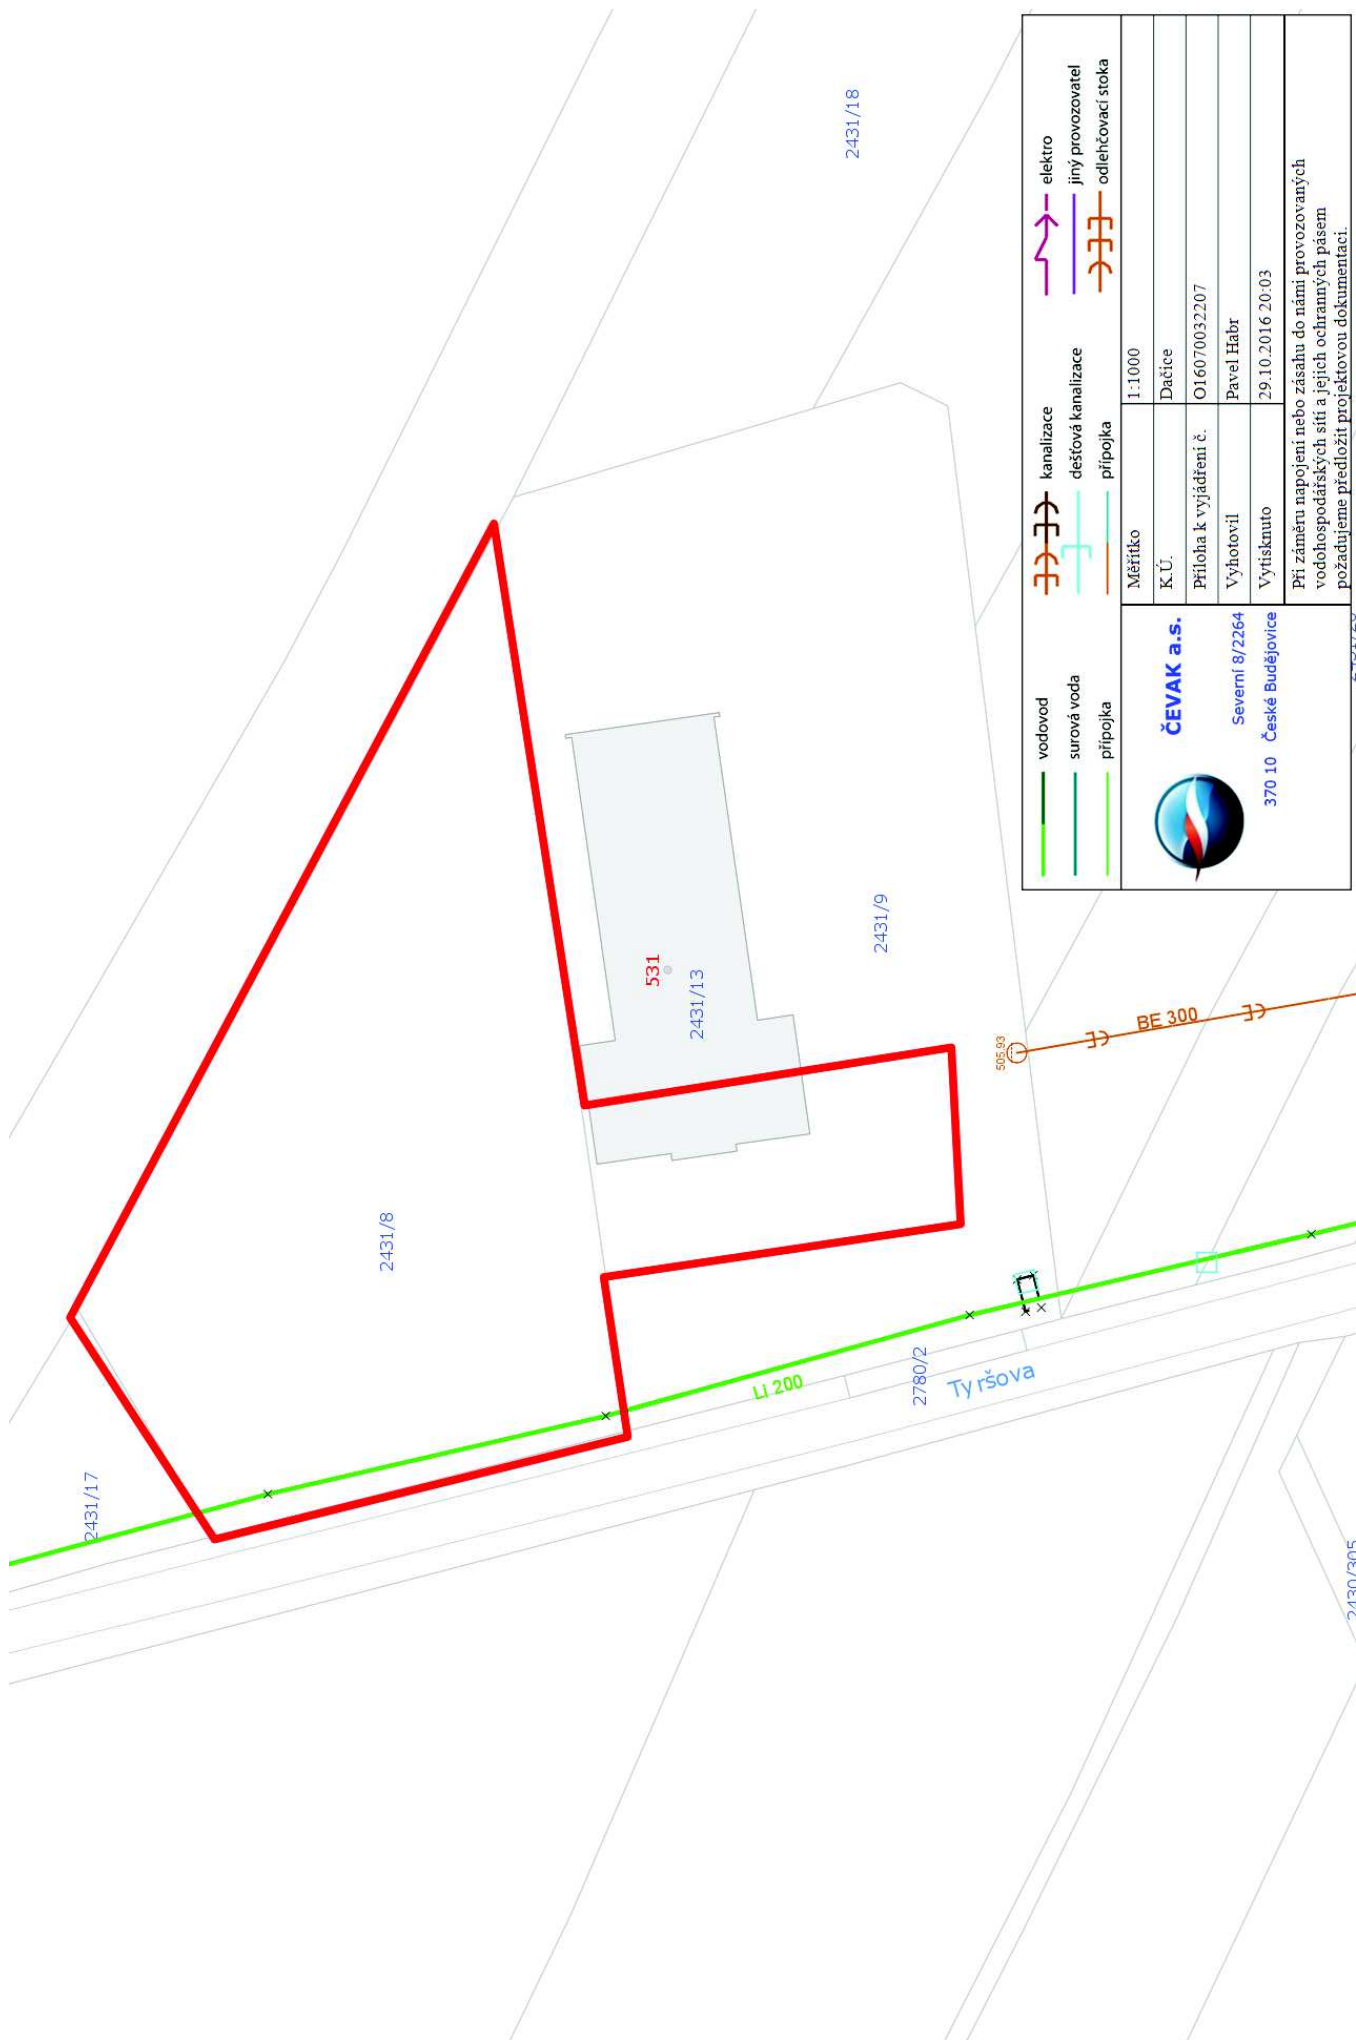 2431/18
2431/9
531
2431/13
2431/8
2431/17
505.93
BE 300
Li 200
2780/2
Tyršova
2430/305
vodovod
surová voda
přípojka
kanalizace
dešťová kanalizace
přípojka
elektro
jiný provozovatel
odlehčovací stoka
ČEVAK a.s.
Severní 8/2264
370 10 České Budějovice
Měřítko 1:1000
K.Ú. Dačice
Příloha k vyjádření č. O16070032207
Vyhotovil Pavel Habr
Vytisknuto 29.10.2016 20:03
Při záměru napojení nebo zásahu do námi provozovaných
vodohospodářských sítí a jejich ochranných pásem
požadujeme předložit projektovou dokumentaci.